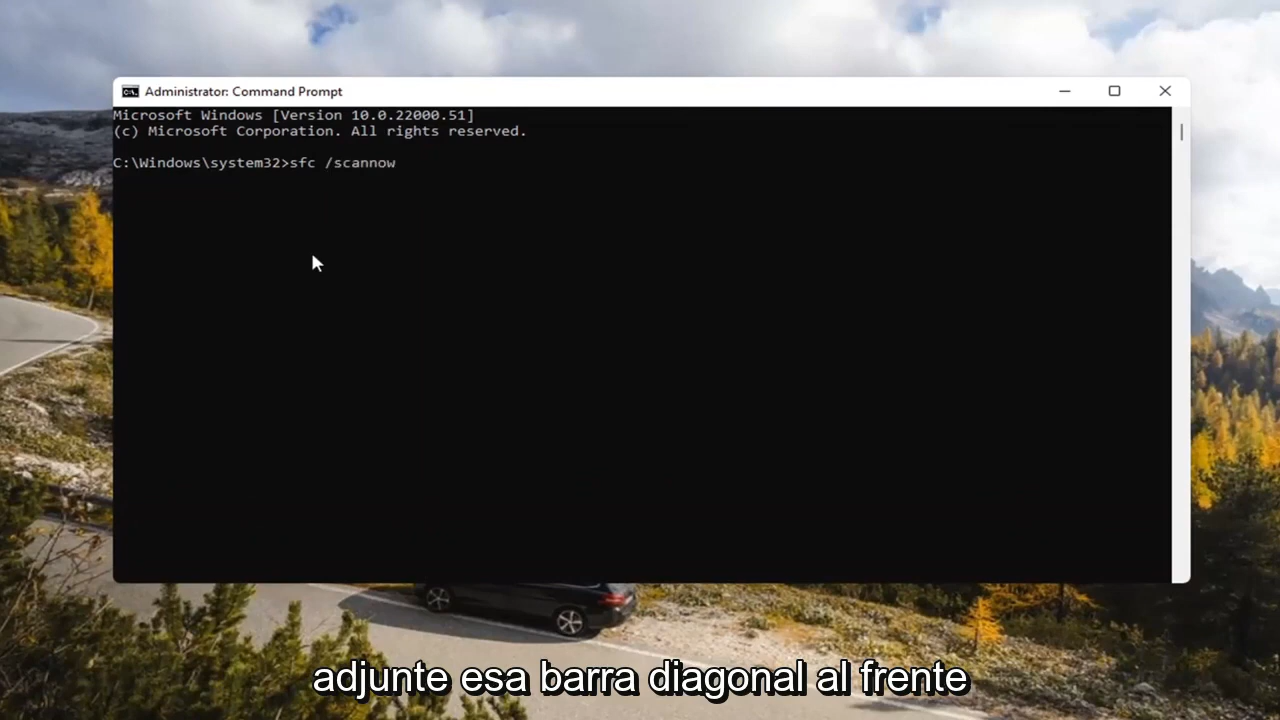 Administrator: Command Prompt
Microsoft Windows [Version 10.0.22000.51]
(c) Microsoft Corporation. All rights reserved.
C:\Windows\system32>sfc /scannow
adjunte esa barra diagonal al frente